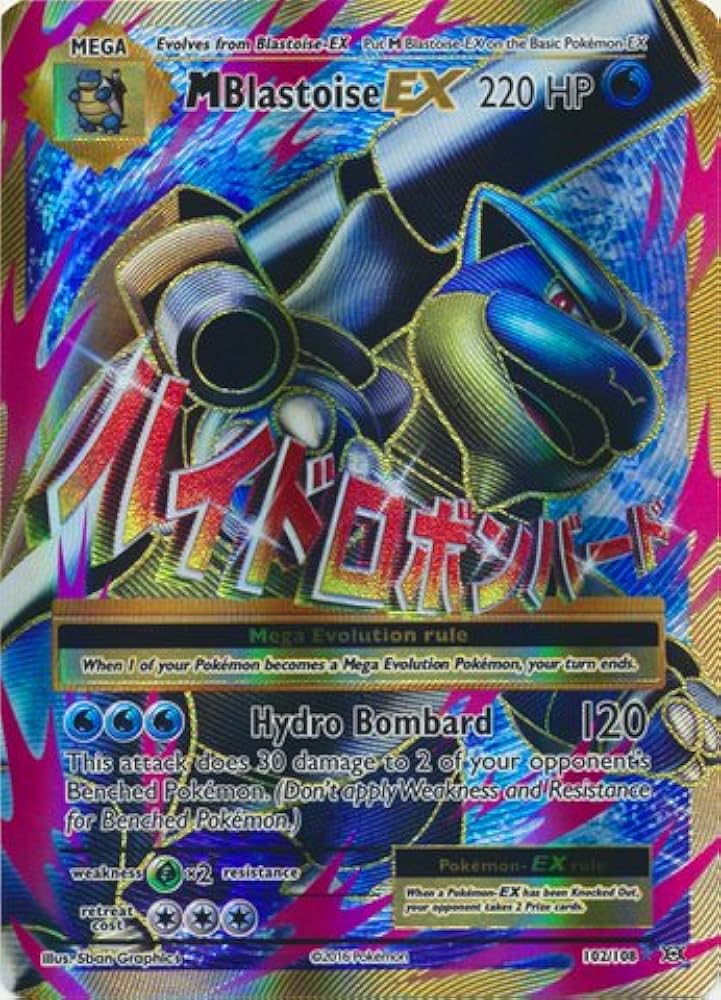 MEGA
Evolves from Blastoise-EX Put M Blastoise-EX on the Basic Pokémon-EX
MBlastoise EX 220 HP
ハイドロボンバード
Mega Evolution rule
When 1 of your Pokémon becomes a Mega Evolution Pokémon, your turn ends.
Hydro Bombard 120
This attack does 30 damage to 2 of your opponent's
Benched Pokémon. (Don't apply Weakness and Resistance
for Benched Pokémon.)
weakness ×2 resistance
Pokémon-EX rule
When a Pokémon-EX has been Knocked Out,
your opponent takes 2 Prize cards.
retreat
cost
Illus. 5ban Graphics ©2016 Pokémon 102/108